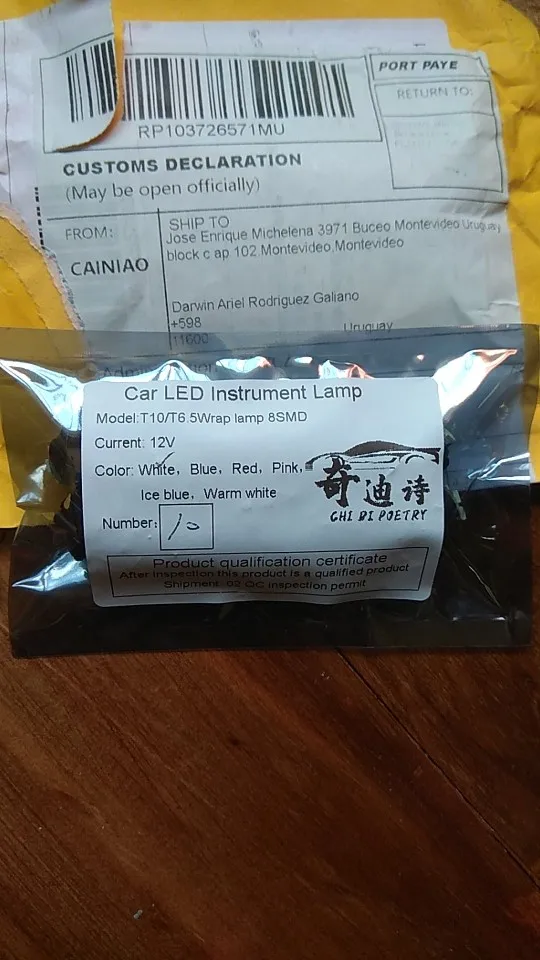 PORT PAYE
RETURN TO:
RP103726571MU
CUSTOMS DECLARATION
(May be open officially)
FROM:
CAINIAO
SHIP TO
Jose Enrique Michelena 3971 Buceo Montevideo Uruguay
block c ap 102 Montevideo,Montevideo
Darwin Ariel Rodriguez Galiano
+598
Uruguay
11600
Car LED Instrument Lamp
Model:T10/T6.5Wrap lamp 8SMD
Current: 12V
Color: White, Blue, Red, Pink,
Ice blue, Warm white
奇迪诗
CHI DI POETRY
Number: 10
Product qualification certificate
After inspection this product is a qualified product
Shipment: 02 QC inspection permit